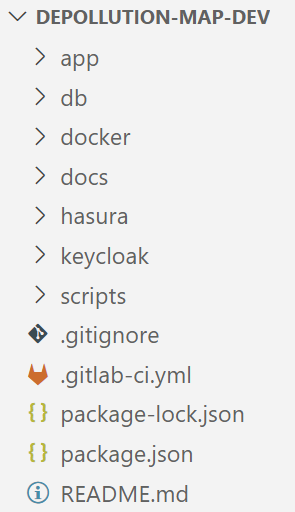 DEPOLLUTION-MAP-DEV
app
db
docker
docs
hasura
keycloak
scripts
.gitignore
.gitlab-ci.yml
package-lock.json
package.json
README.md